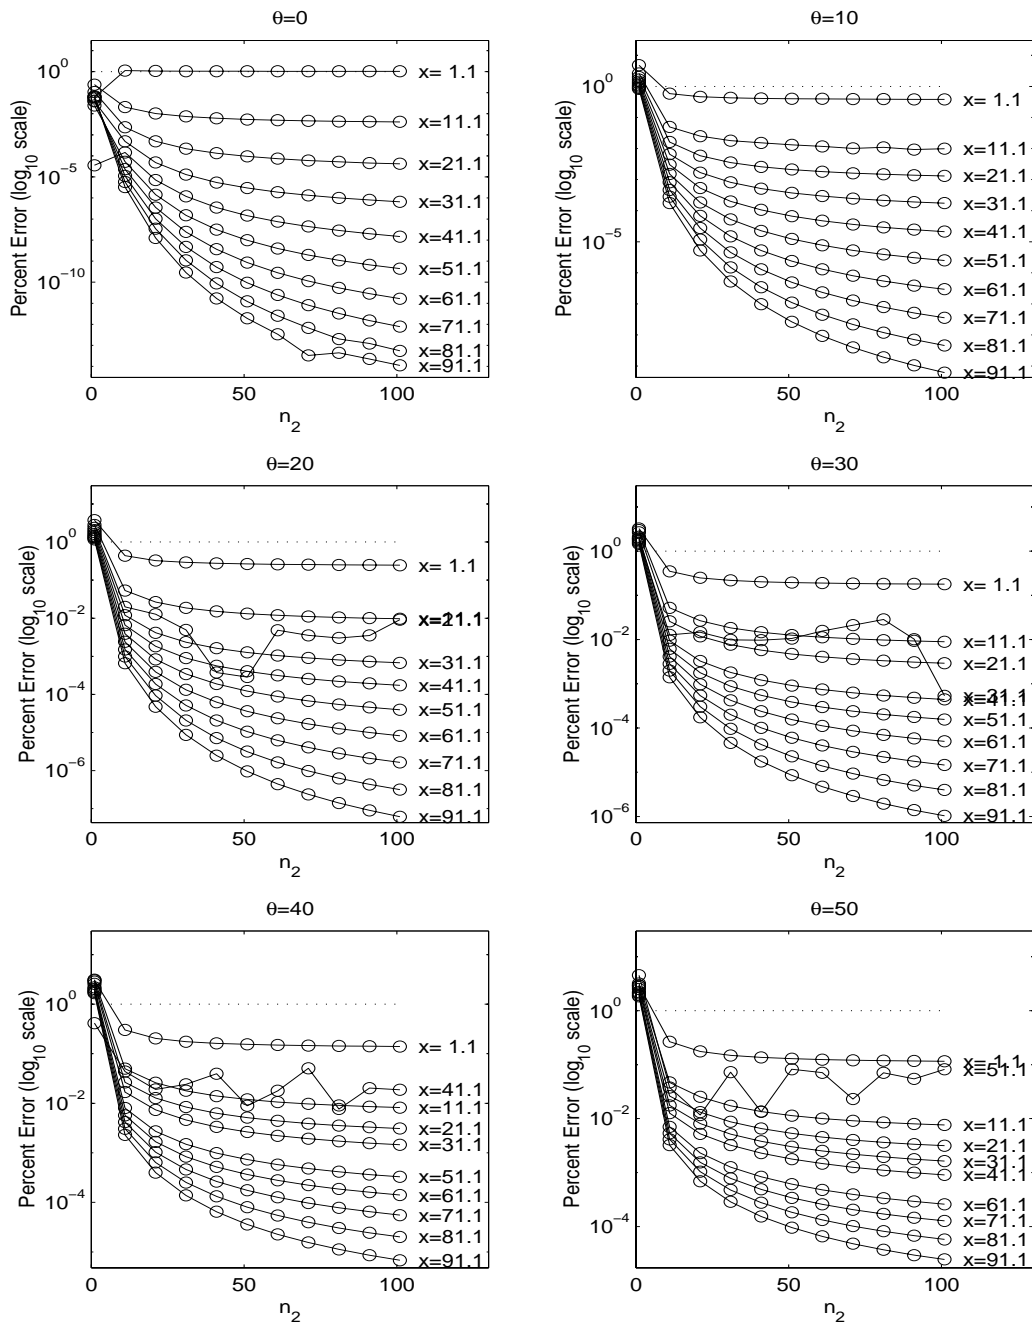 θ=0
Percent Error (log10 scale)
10^0
10^-5
10^-10
x= 1.1
x=11.1
x=21.1
x=31.1
x=41.1
x=51.1
x=61.1
x=71.1
x=81.1
x=91.1
0 50 100
n2
θ=10
Percent Error (log10 scale)
10^0
10^-5
x= 1.1
x=11.1
x=21.1
x=31.1
x=41.1
x=51.1
x=61.1
x=71.1
x=81.1
x=91.1
0 50 100
n2
θ=20
Percent Error (log10 scale)
10^0
10^-2
10^-4
10^-6
x= 1.1
x=21.1
x=31.1
x=41.1
x=51.1
x=61.1
x=71.1
x=81.1
x=91.1
0 50 100
n2
θ=30
Percent Error (log10 scale)
10^0
10^-2
10^-4
10^-6
x= 1.1
x=11.1
x=21.1
x=31.1
x=41.1
x=51.1
x=61.1
x=71.1
x=81.1
x=91.1
0 50 100
n2
θ=40
Percent Error (log10 scale)
10^0
10^-2
10^-4
x= 1.1
x=41.1
x=11.1
x=21.1
x=31.1
x=51.1
x=61.1
x=71.1
x=81.1
x=91.1
0 50 100
n2
θ=50
Percent Error (log10 scale)
10^0
10^-2
10^-4
x= 1.1
x=51.1
x=11.1
x=21.1
x=31.1
x=41.1
x=61.1
x=71.1
x=81.1
x=91.1
0 50 100
n2